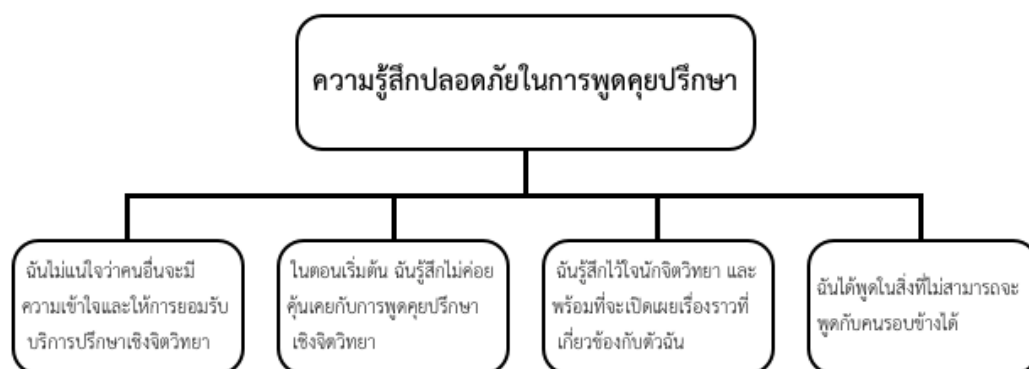 ความรู้สึกปลอดภัยในการพูดคุยปรึกษา
ฉันไม่แน่ใจว่าคนอื่นจะมี
ความเข้าใจและให้การยอมรับ
บริการปรึกษาเชิงจิตวิทยา
ในตอนเริ่มต้น ฉันรู้สึกไม่ค่อย
คุ้นเคยกับการพูดคุยปรึกษา
เชิงจิตวิทยา
ฉันรู้สึกไว้ใจนักจิตวิทยา และ
พร้อมที่จะเปิดเผยเรื่องราวที่
เกี่ยวข้องกับตัวฉัน
ฉันได้พูดในสิ่งที่ไม่สามารถจะ
พูดกับคนรอบข้างได้